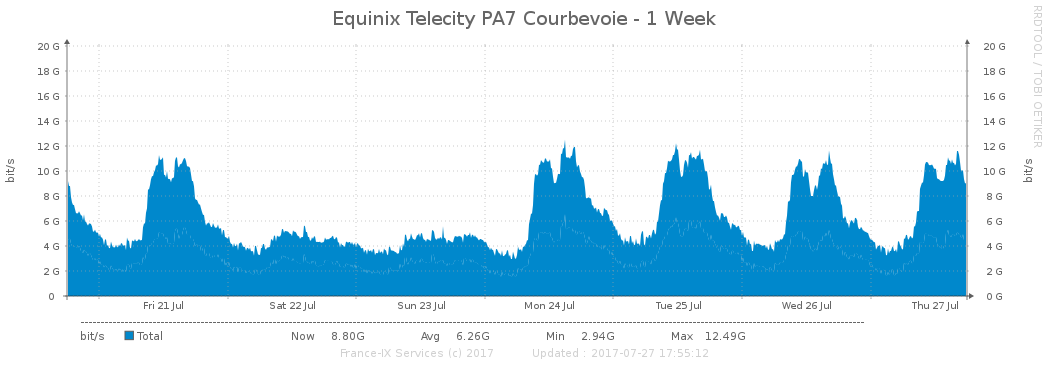 Equinix Telecity PA7 Courbevoie - 1 Week
RRDTOOL / TOBI OETIKER
bit/s
20 G 20 G
18 G 18 G
16 G 16 G
14 G 14 G
12 G 12 G
10 G 10 G
8 G 8 G
6 G 6 G
4 G 4 G
2 G 2 G
0 0 G
bit/s
Fri 21 Jul Sat 22 Jul Sun 23 Jul Mon 24 Jul Tue 25 Jul Wed 26 Jul Thu 27 Jul
bit/s Total Now 8.80G Avg 6.26G Min 2.94G Max 12.49G
France-IX Services (c) 2017 Updated : 2017-07-27 17:55:12